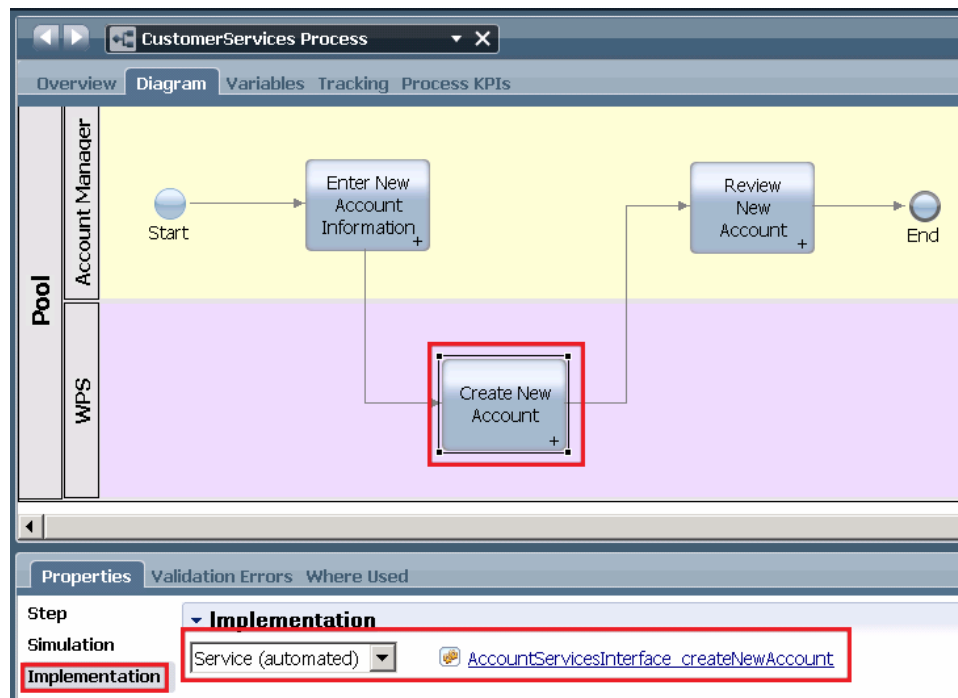 CustomerServices Process
Overview Diagram Variables Tracking Process KPIs
Pool
Account Manager
Start
Enter New
Account
Information
+
Review
New
Account
+
End
WPS
Create New
Account
+
Properties Validation Errors Where Used
Step
Simulation
Implementation
Implementation
Service (automated)
AccountServicesInterface_createNewAccount